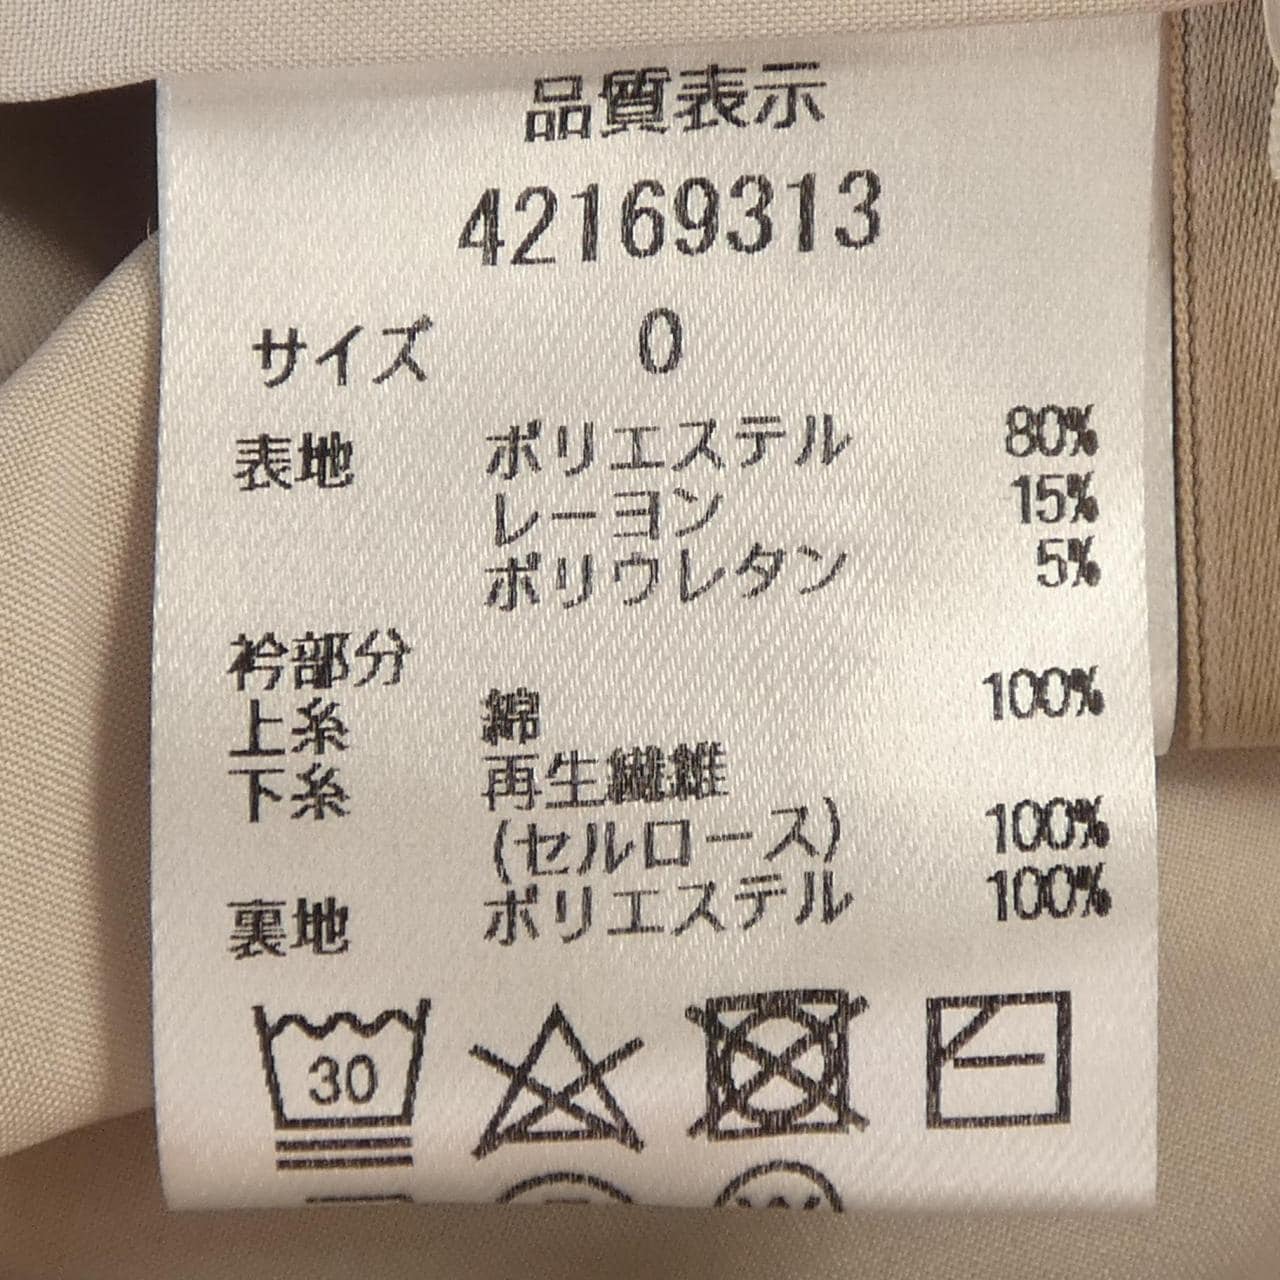 品質表示
42169313
サイズ 0
表地 ポリエステル 80%
レーヨン 15%
ポリウレタン 5%
衿部分
上糸 綿 100%
下糸 再生繊維
(セルロース) 100%
裏地 ポリエステル 100%
30